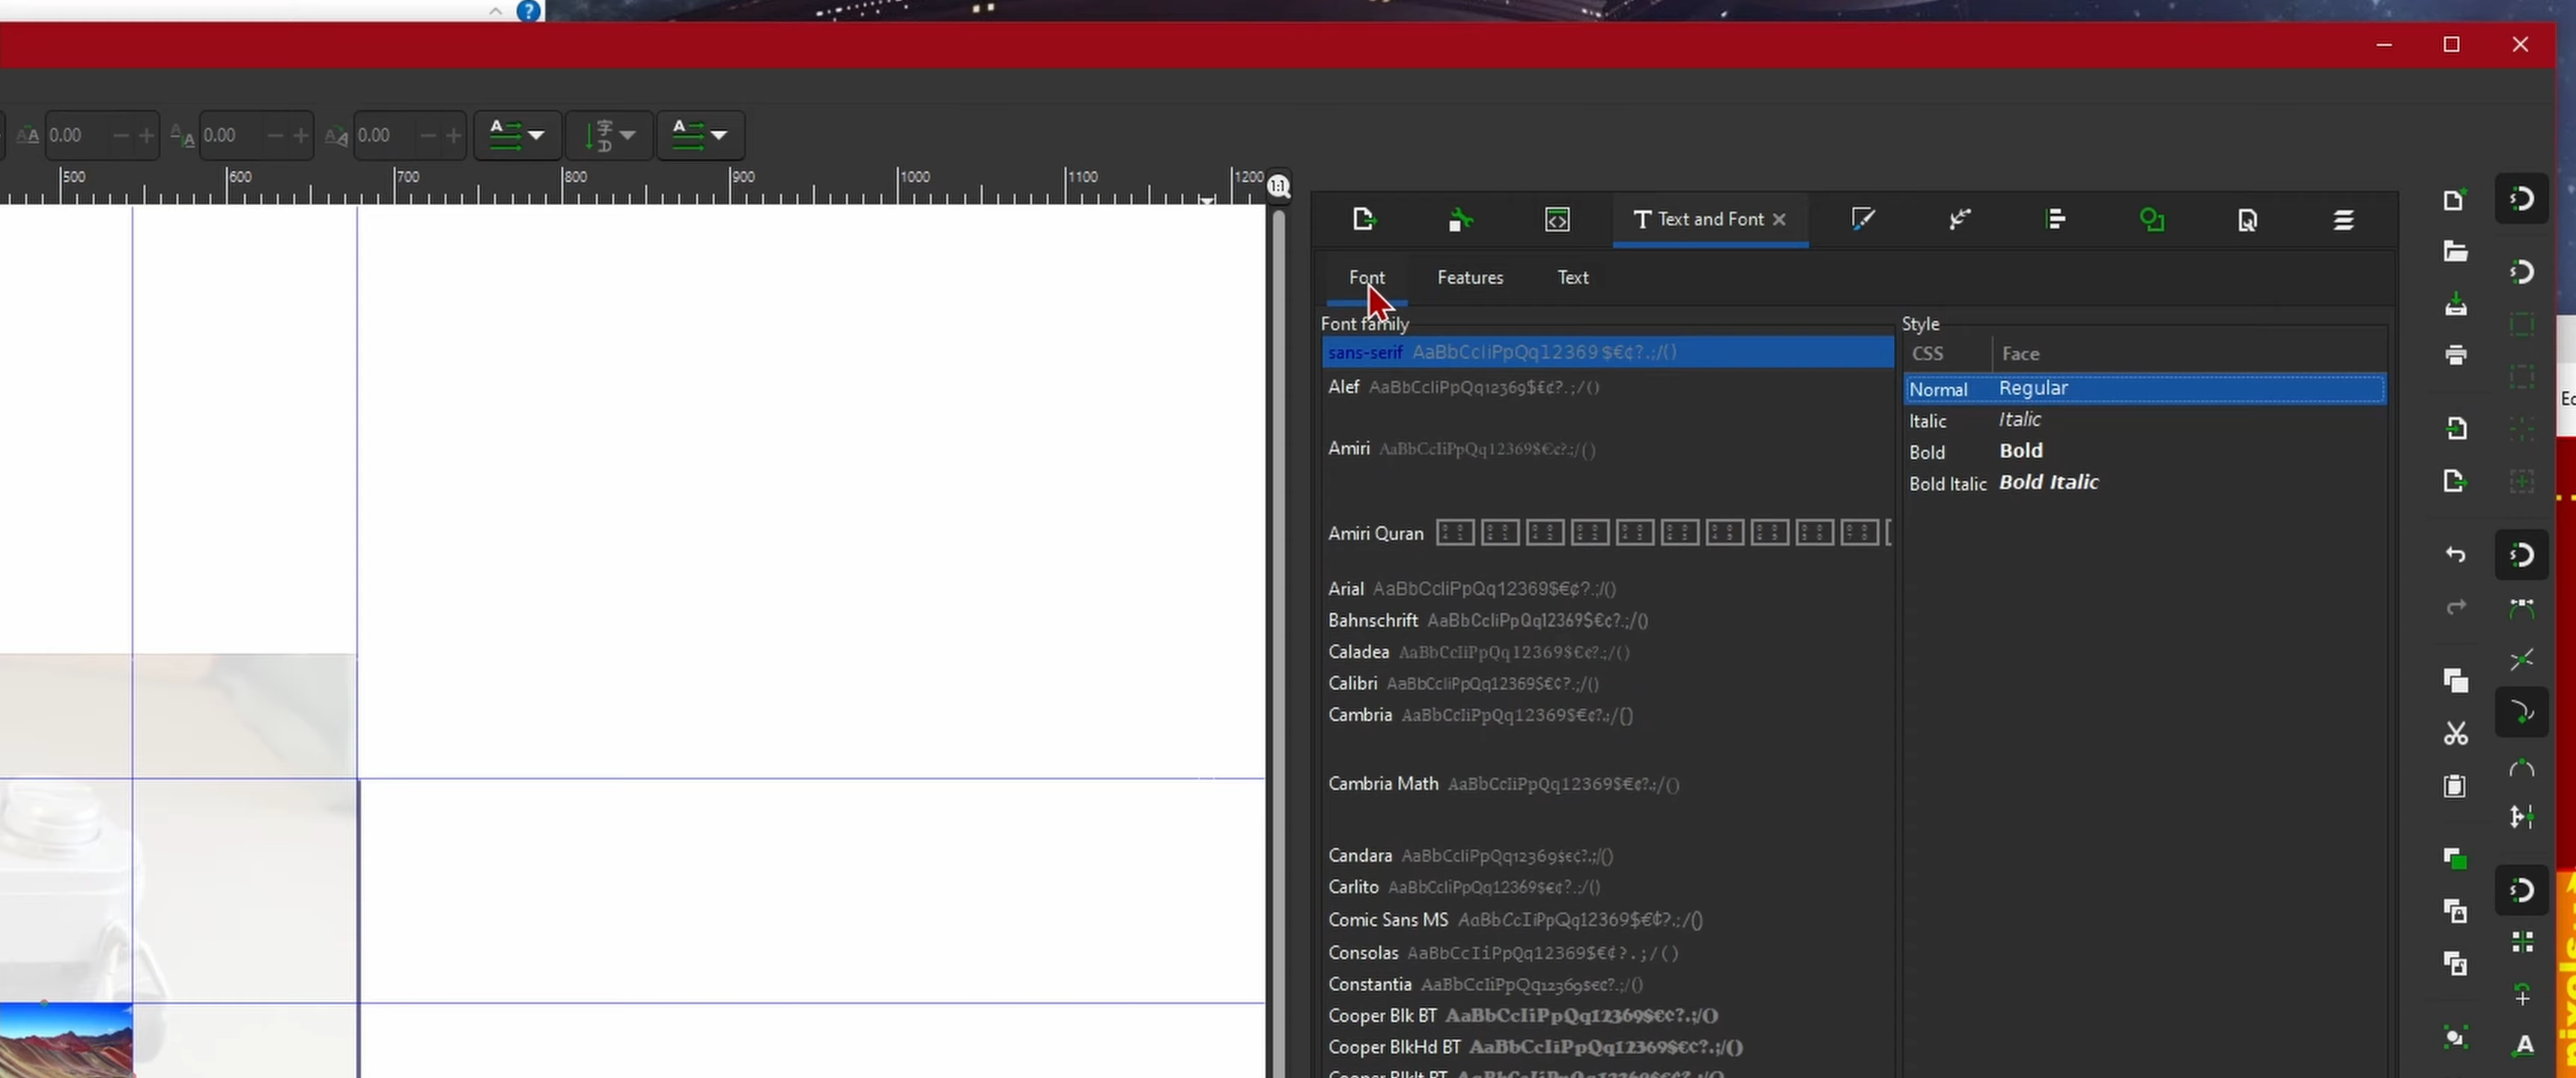 0.00 0.00 0.00
500 600 700 800 900 1000 1100 1200 1:1
Text and Font
Font Features Text
Font family
sans-serif AaBbCcIiPpQq12369$€¢?.;/()
Alef AaBbCcIiPpQq12369$€¢?.;/()
Amiri AaBbCcIiPpQq12369$€¢?.;/()
Amiri Quran
Arial AaBbCcIiPpQq12369$€¢?.;/()
Bahnschrift AaBbCcIiPpQq12369$€¢?.;/()
Caladea AaBbCcIiPpQq12369$€¢?.;/()
Calibri AaBbCcIiPpQq12369$€¢?.;/()
Cambria AaBbCcIiPpQq12369$€¢?.;/()
Cambria Math AaBbCcIiPpQq12369$€¢?.;/()
Candara AaBbCcIiPpQq12369$€¢?.;/()
Carlito AaBbCcIiPpQq12369$€¢?.;/()
Comic Sans MS AaBbCcIiPpQq12369$€¢?.;/()
Consolas AaBbCcIiPpQq12369$€¢?.;/()
Constantia AaBbCcIiPpQq12369$€¢?.;/()
Cooper Blk BT AaBbCcIiPpQq12369$€¢?.;/()
Cooper BlkHd BT AaBbCcIiPpQq12369$€¢?.;/()
Style
CSS Face
Normal Regular
Italic Italic
Bold Bold
Bold Italic Bold Italic